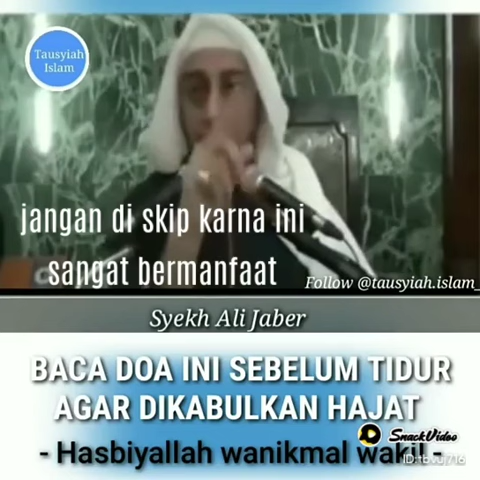 Tausyiah
Islam
jangan di skip karna ini
sangat bermanfaat
Follow @tausyiah.islam_
Syekh Ali Jaber
BACA DOA INI SEBELUM TIDUR
AGAR DIKABULKAN HAJAT
SnackVideo
- Hasbiyallah wanikmal wakil -